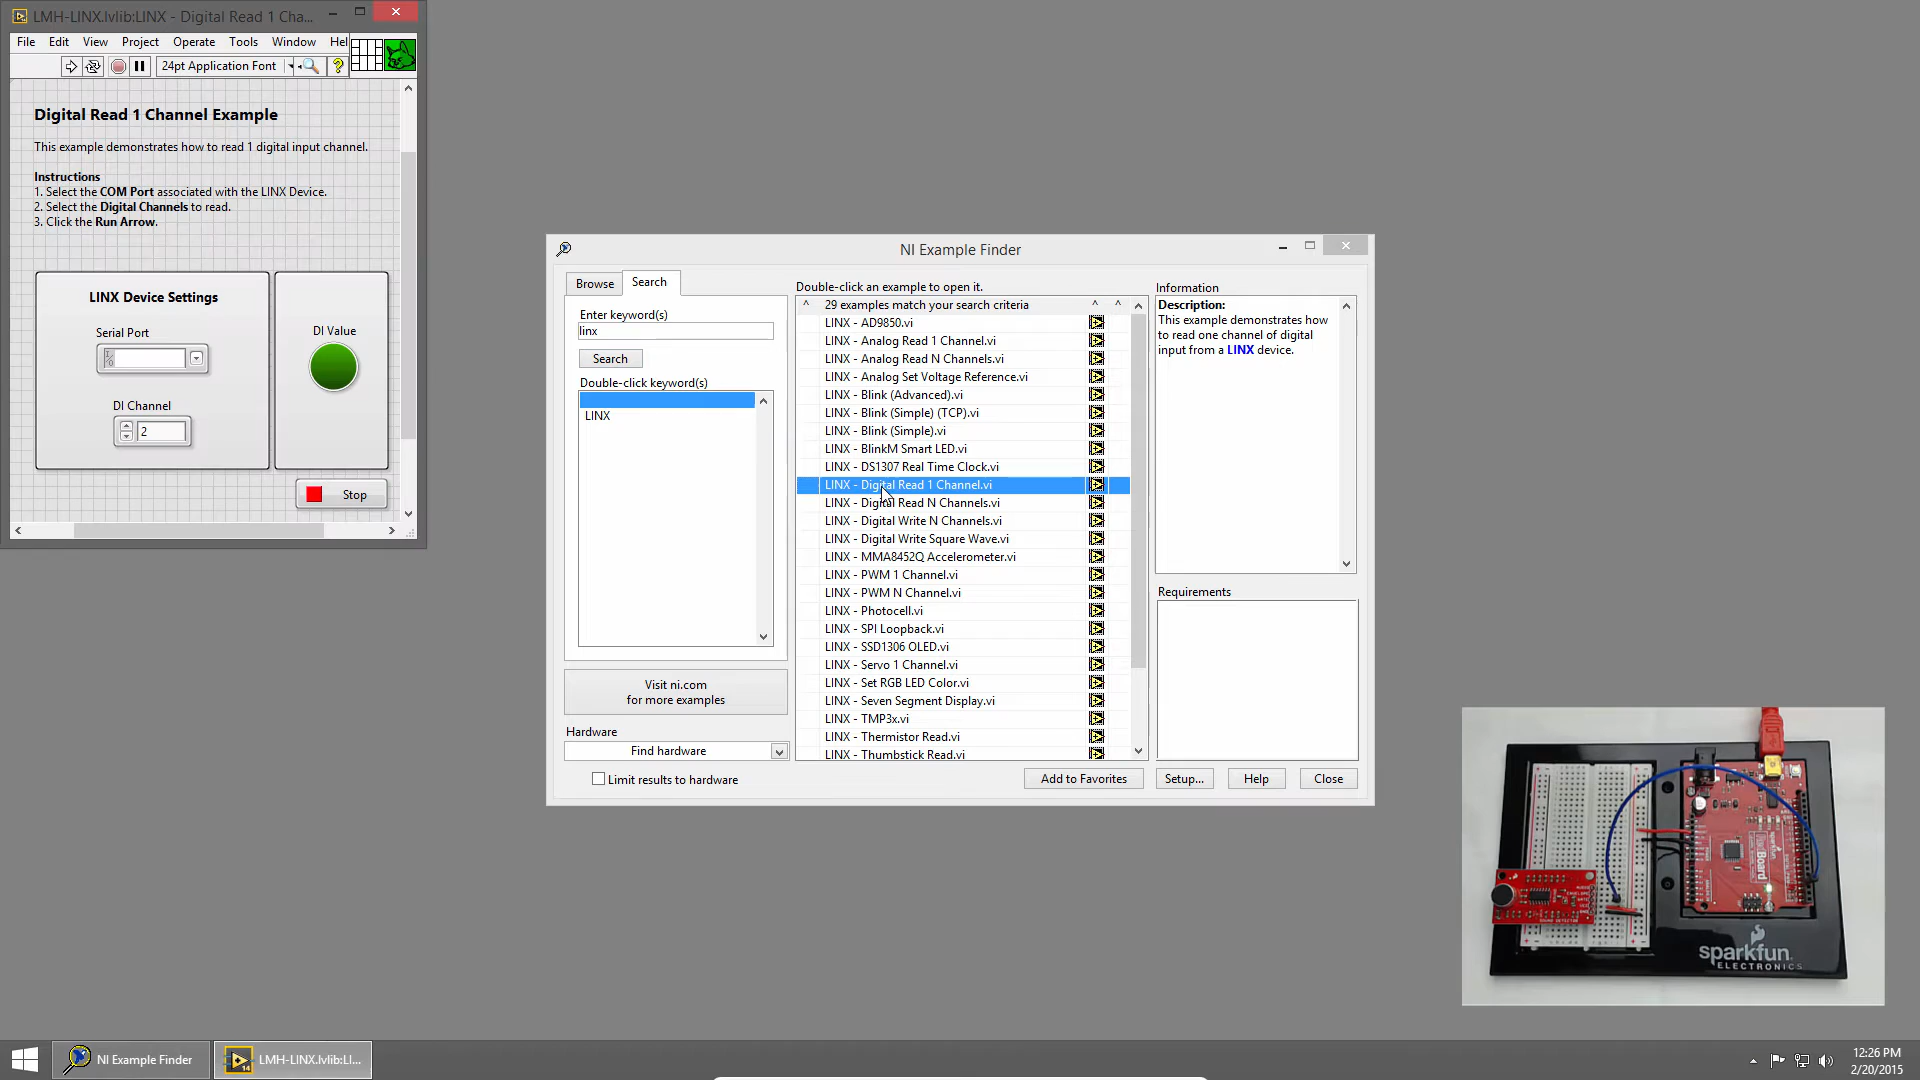 LMH-LINX.lvlib:LINX - Digital Read 1 Cha...
File Edit View Project Operate Tools Window Hel
24pt Application Font
Digital Read 1 Channel Example
This example demonstrates how to read 1 digital input channel.
Instructions
1. Select the COM Port associated with the LINX Device.
2. Select the Digital Channels to read.
3. Click the Run Arrow.
LINX Device Settings
Serial Port
DI Channel
2
DI Value
Stop
NI Example Finder
Browse Search
Enter keyword(s)
linx
Search
Double-click keyword(s)
LINX
Visit ni.com
for more examples
Hardware
Find hardware
Limit results to hardware
Double-click an example to open it.
29 examples match your search criteria
LINX - AD9850.vi
LINX - Analog Read 1 Channel.vi
LINX - Analog Read N Channels.vi
LINX - Analog Set Voltage Reference.vi
LINX - Blink (Advanced).vi
LINX - Blink (Simple) (TCP).vi
LINX - Blink (Simple).vi
LINX - BlinkM Smart LED.vi
LINX - DS1307 Real Time Clock.vi
LINX - Digital Read 1 Channel.vi
LINX - Digital Read N Channels.vi
LINX - Digital Write N Channels.vi
LINX - Digital Write Square Wave.vi
LINX - MMA8452Q Accelerometer.vi
LINX - PWM 1 Channel.vi
LINX - PWM N Channel.vi
LINX - Photocell.vi
LINX - SPI Loopback.vi
LINX - SSD1306 OLED.vi
LINX - Servo 1 Channel.vi
LINX - Set RGB LED Color.vi
LINX - Seven Segment Display.vi
LINX - TMP3x.vi
LINX - Thermistor Read.vi
LINX - Thumbstick Read.vi
Information
Description:
This example demonstrates how
to read one channel of digital
input from a LINX device.
Requirements
Add to Favorites Setup... Help Close
sparkfun
ELECTRONICS
NI Example Finder
LMH-LINX.lvlib:LI...
12:26 PM
2/20/2015